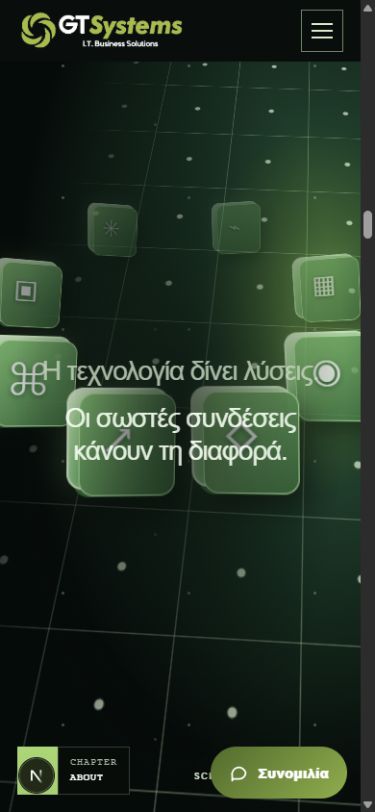 GTSystems
I.T. Business Solutions
Η τεχνολογία δίνει λύσεις
Οι σωστές συνδέσεις
κάνουν τη διαφορά.
N
CHAPTER
ABOUT
Συνομιλία